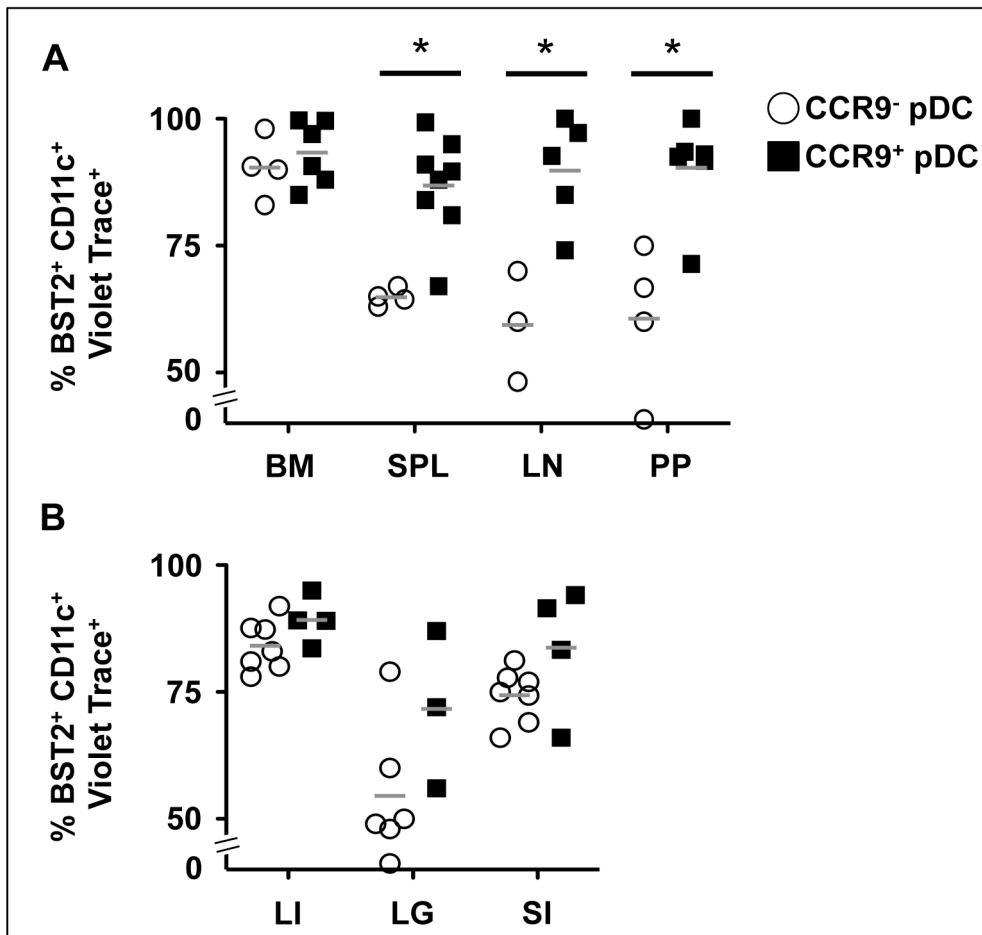 A
* * *
CCR9⁻ pDC
CCR9⁺ pDC
% BST2⁺ CD11c⁺
Violet Trace⁺
100
75
50
0
BM SPL LN PP
B
% BST2⁺ CD11c⁺
Violet Trace⁺
100
75
50
0
LI LG SI